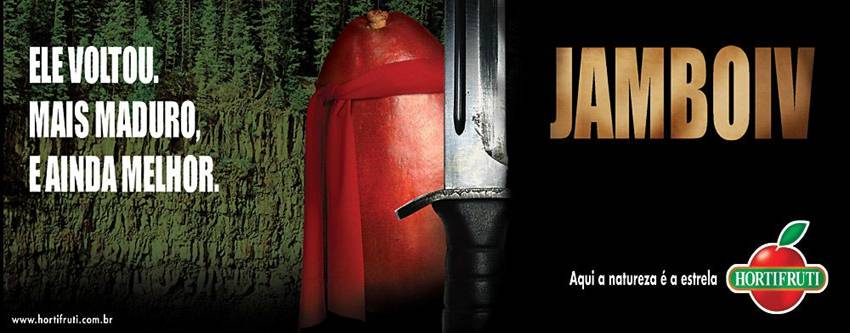 ELE VOLTOU.
MAIS MADURO,
E AINDA MELHOR.
JAMBOIV
Aqui a natureza é a estrela
HORTIFRUTI
www.hortifruti.com.br